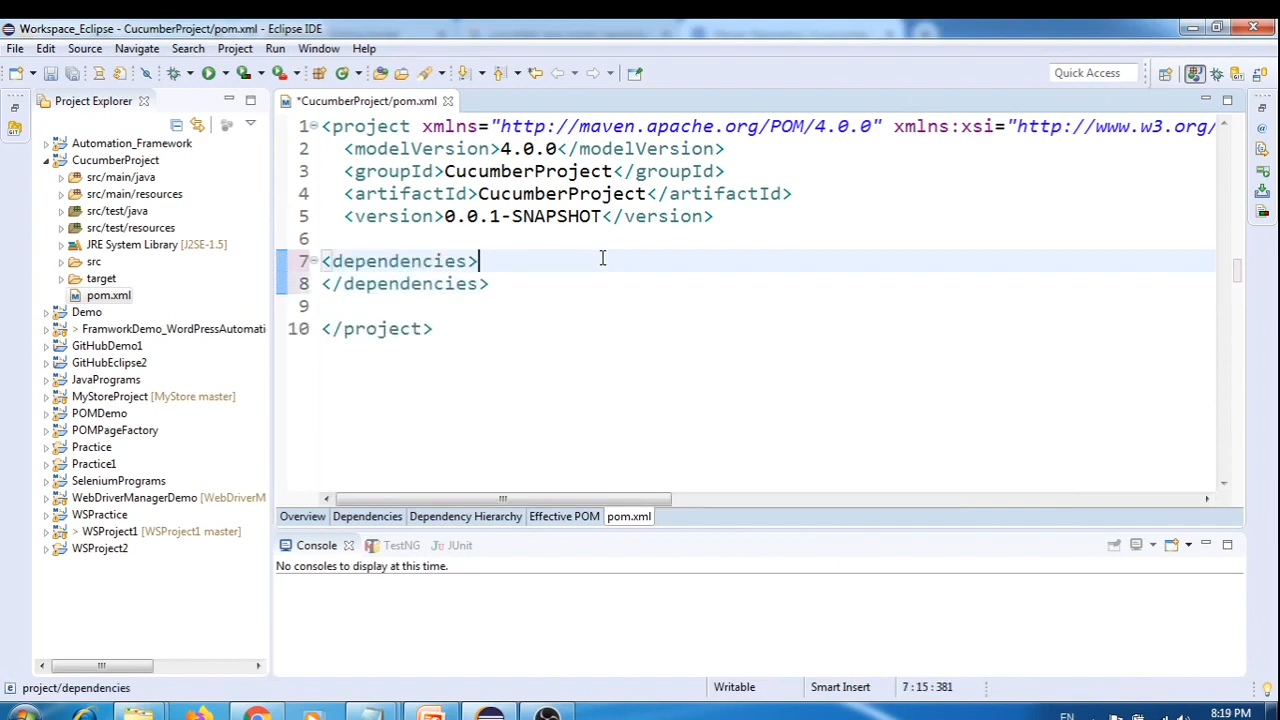 Workspace_Eclipse - CucumberProject/pom.xml - Eclipse IDE
File Edit Source Navigate Search Project Run Window Help
Quick Access
Project Explorer
Automation_Framework
CucumberProject
src/main/java
src/main/resources
src/test/java
src/test/resources
JRE System Library [J2SE-1.5]
src
target
pom.xml
Demo
> FramworkDemo_WordPressAutomati
GitHubDemo1
GitHubEclipse2
JavaPrograms
MyStoreProject [MyStore master]
POMDemo
POMPageFactory
Practice
Practice1
SeleniumPrograms
WebDriverManagerDemo [WebDriverM
WSPractice
> WSProject1 [WSProject1 master]
WSProject2
*CucumberProject/pom.xml
1 <project xmlns="http://maven.apache.org/POM/4.0.0" xmlns:xsi="http://www.w3.org/
2 <modelVersion>4.0.0</modelVersion>
3 <groupId>CucumberProject</groupId>
4 <artifactId>CucumberProject</artifactId>
5 <version>0.0.1-SNAPSHOT</version>
6
7 <dependencies>
8 </dependencies>
9
10 </project>
Overview Dependencies Dependency Hierarchy Effective POM pom.xml
Console TestNG JUnit
No consoles to display at this time.
project/dependencies Writable Smart Insert 7 : 15 : 381
EN 8:19 PM